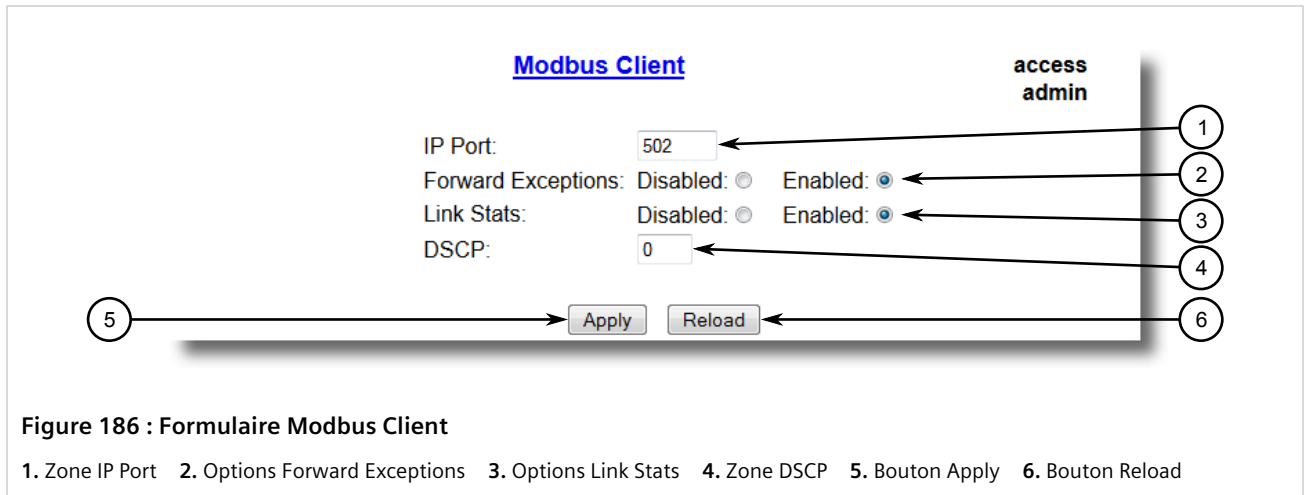 Modbus Client
access
admin
IP Port: 502
1
Forward Exceptions: Disabled: Enabled:
2
Link Stats: Disabled: Enabled:
3
DSCP: 0
4
5
Apply Reload
6
Figure 186 : Formulaire Modbus Client
1. Zone IP Port 2. Options Forward Exceptions 3. Options Link Stats 4. Zone DSCP 5. Bouton Apply 6. Bouton Reload